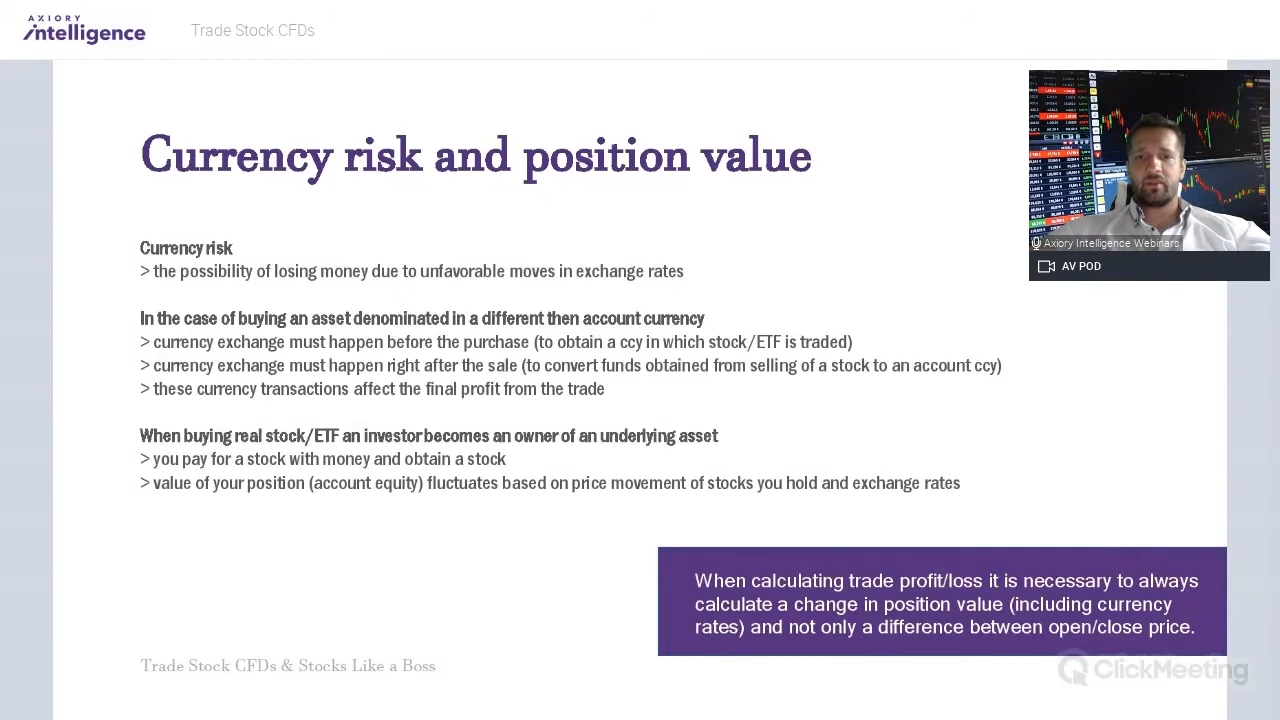 AXIORY
intelligence
Trade Stock CFDs
Currency risk and position value
Currency risk
> the possibility of losing money due to unfavorable moves in exchange rates
In the case of buying an asset denominated in a different then account currency
> currency exchange must happen before the purchase (to obtain a ccy in which stock/ETF is traded)
> currency exchange must happen right after the sale (to convert funds obtained from selling of a stock to an account ccy)
> these currency transactions affect the final profit from the trade
When buying real stock/ETF an investor becomes an owner of an underlying asset
> you pay for a stock with money and obtain a stock
> value of your position (account equity) fluctuates based on price movement of stocks you hold and exchange rates
Axiory Intelligence Webinars
AV POD
When calculating trade profit/loss it is necessary to always
calculate a change in position value (including currency
rates) and not only a difference between open/close price.
Trade Stock CFDs & Stocks Like a Boss
ClickMeeting